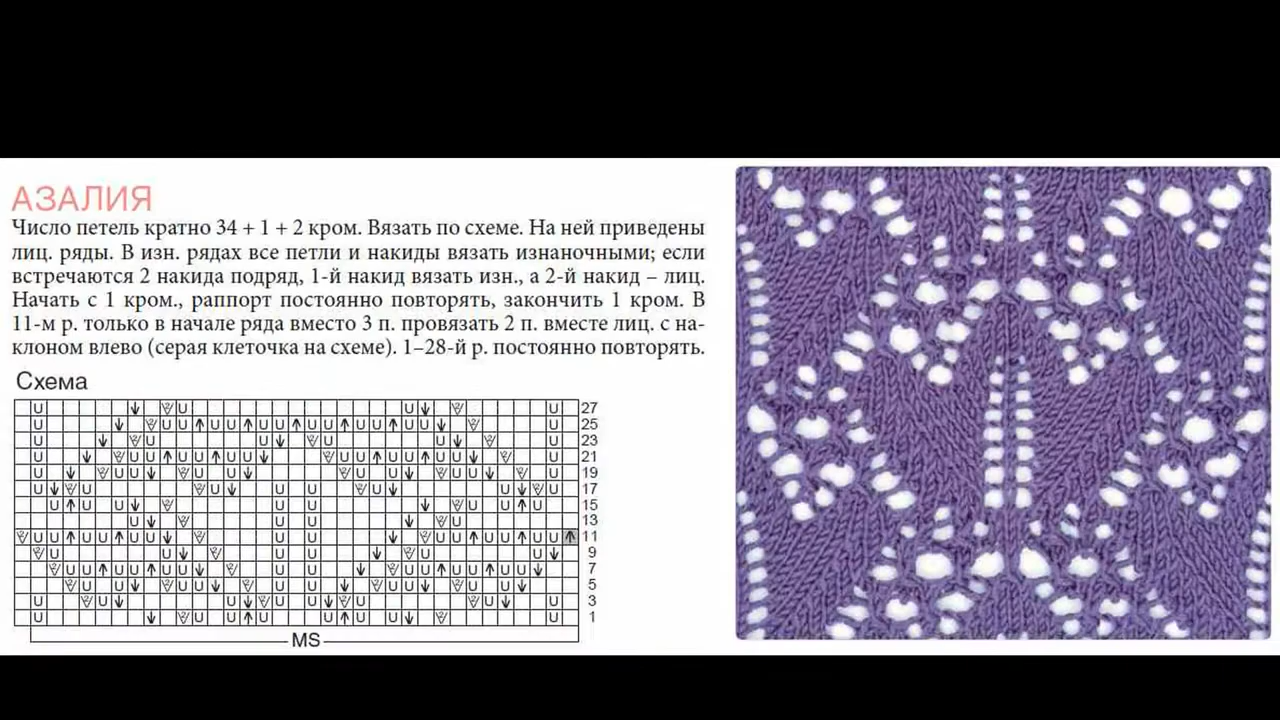 АЗАЛИЯ
Число петель кратно 34 + 1 + 2 кром. Вязать по схеме. На ней приведены
лиц. ряды. В изн. рядах все петли и накиды вязать изнаночными; если
встречаются 2 накида подряд, 1-й накид вязать изн., а 2-й накид – лиц.
Начать с 1 кром., раппорт постоянно повторять, закончить 1 кром. В
11-м р. только в начале ряда вместо 3 п. провязать 2 п. вместе лиц. с на-
клоном влево (серая клеточка на схеме). 1–28-й р. постоянно повторять.
Схема
27
25
23
21
19
17
15
13
11
9
7
5
3
1
MS